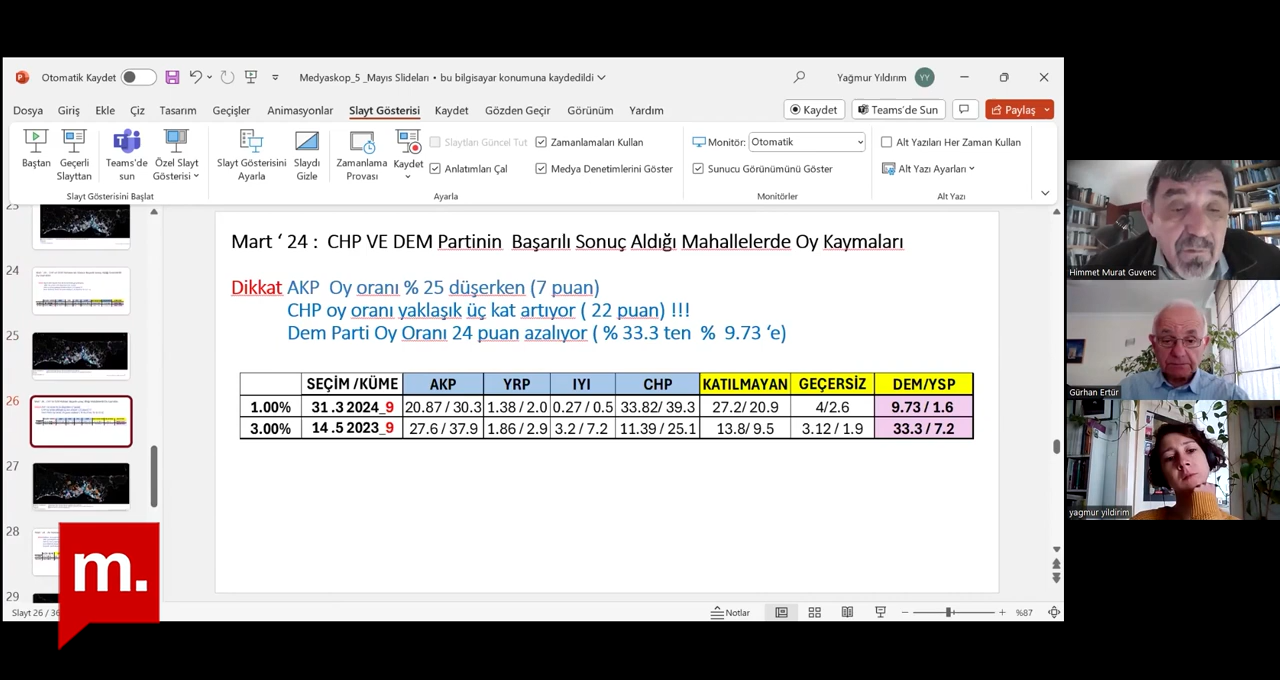 Otomatik Kaydet
Medyaskop_5 _Mayıs Slideları • bu bilgisayar konumuna kaydedildi
Yağmur Yıldırım
YY
Dosya Giriş Ekle Çiz Tasarım Geçişler Animasyonlar Slayt Gösterisi Kaydet Gözden Geçir Görünüm Yardım
Kaydet
Teams'de Sun
Paylaş
Baştan
Geçerli Slayttan
Teams'de sun
Özel Slayt Gösterisi
Slayt Gösterisini Ayarla
Slaydı Gizle
Zamanlama Provası
Kaydet
Slaytları Güncel Tut
Anlatımları Çal
Zamanlamaları Kullan
Medya Denetimlerini Göster
Monitör: Otomatik
Sunucu Görünümünü Göster
Alt Yazıları Her Zaman Kullan
Alt Yazı Ayarları
Slayt Gösterisini Başlat
Ayarla
Monitörler
Alt Yazı
24
25
26
27
28
29
Mart ‘ 24 : CHP VE DEM Partinin Başarılı Sonuç Aldığı Mahallelerde Oy Kaymaları
Dikkat AKP Oy oranı % 25 düşerken (7 puan)
CHP oy oranı yaklaşık üç kat artıyor ( 22 puan) !!!
Dem Parti Oy Oranı 24 puan azalıyor ( % 33.3 ten % 9.73 ‘e)
SEÇİM /KÜME AKP YRP IYI CHP KATILMAYAN GEÇERSİZ DEM/YSP
1.00% 31 .3 2024_9 20.87 / 30.3 1.38 / 2.0 0.27 / 0.5 33.82/ 39.3 27.2/ 20.9 4/2.6 9.73 / 1.6
3.00% 14 .5 2023_9 27.6 / 37.9 1.86 / 2.9 3.2 / 7.2 11.39 / 25.1 13.8/ 9.5 3.12 / 1.9 33.3 / 7.2
Himmet Murat Guvenc
Gürhan Ertür
yagmur yildirim
m.
Slayt 26 / 36
Notlar
%87